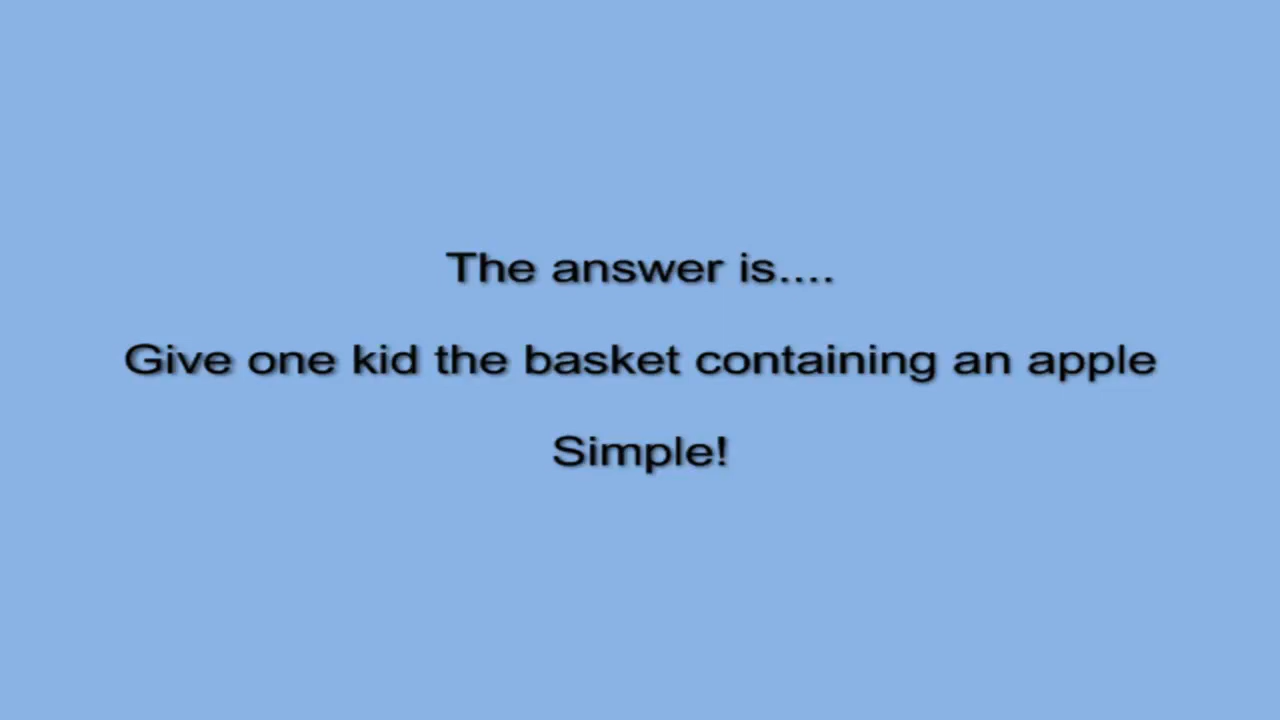 The answer is....
Give one kid the basket containing an apple
Simple!